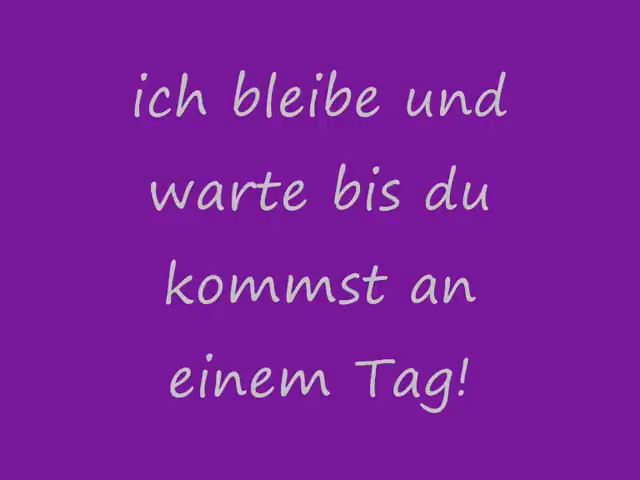 ich bleibe und
warte bis du
kommst an
einem Tag!